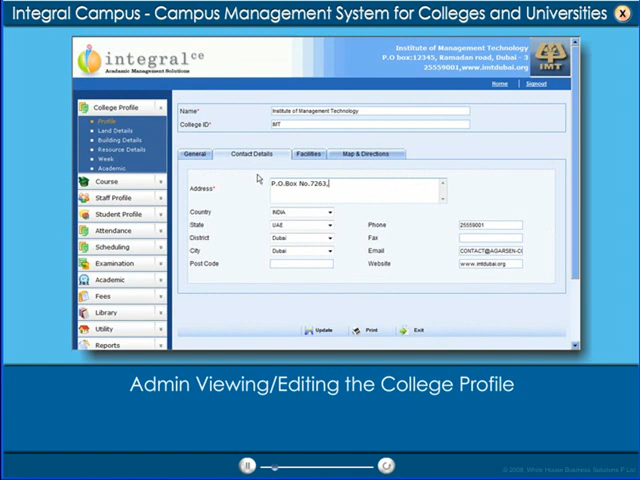 Integral Campus - Campus Management System for Colleges and Universities X
integral ce
Academic Management Solutions
Institute of Management Technology
P.O box:12345, Ramadan road, Dubai - 3
25559001,www.imtdubai.org
IMT
Home | Signout
College Profile
Profile
Land Details
Building Details
Resource Details
Week
Academic
Course
Staff Profile
Student Profile
Attendance
Scheduling
Examination
Academic
Fees
Library
Utility
Reports
Name* Institute of Management Technology
College ID* IMT
General Contact Details Facilities Map & Directions
Address* P.O.Box No.7263,
Country INDIA
State UAE Phone 25559001
District Dubai Fax
City Dubai Email CONTACT@AGARSEN-C
Post Code Website www.imtdubai.org
Update Print Exit
Admin Viewing/Editing the College Profile
© 2008, White House Business Solutions P Ltd